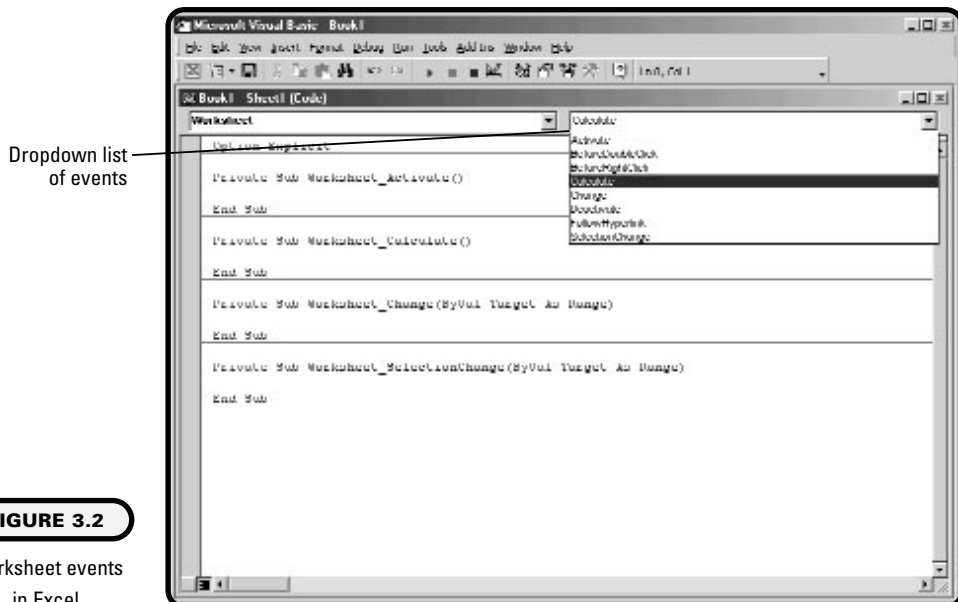 Microsoft Visual Basic Book1
File Edit View Insert Format Debug Run Tools Add-Ins Window Help
Ln 0, Col 1
Book1 Sheet1 (Code)
Worksheet
Calculate
Activate
BeforeDoubleClick
BeforeRightClick
Calculate
Change
Deactivate
FollowHyperlink
SelectionChange
Dropdown list
of events
Option Explicit
Private Sub Worksheet_Activate()
End Sub
Private Sub Worksheet_Calculate()
End Sub
Private Sub Worksheet_Change(ByVal Target As Range)
End Sub
Private Sub Worksheet_SelectionChange(ByVal Target As Range)
End Sub
IGURE 3.2
rksheet events
in Excel